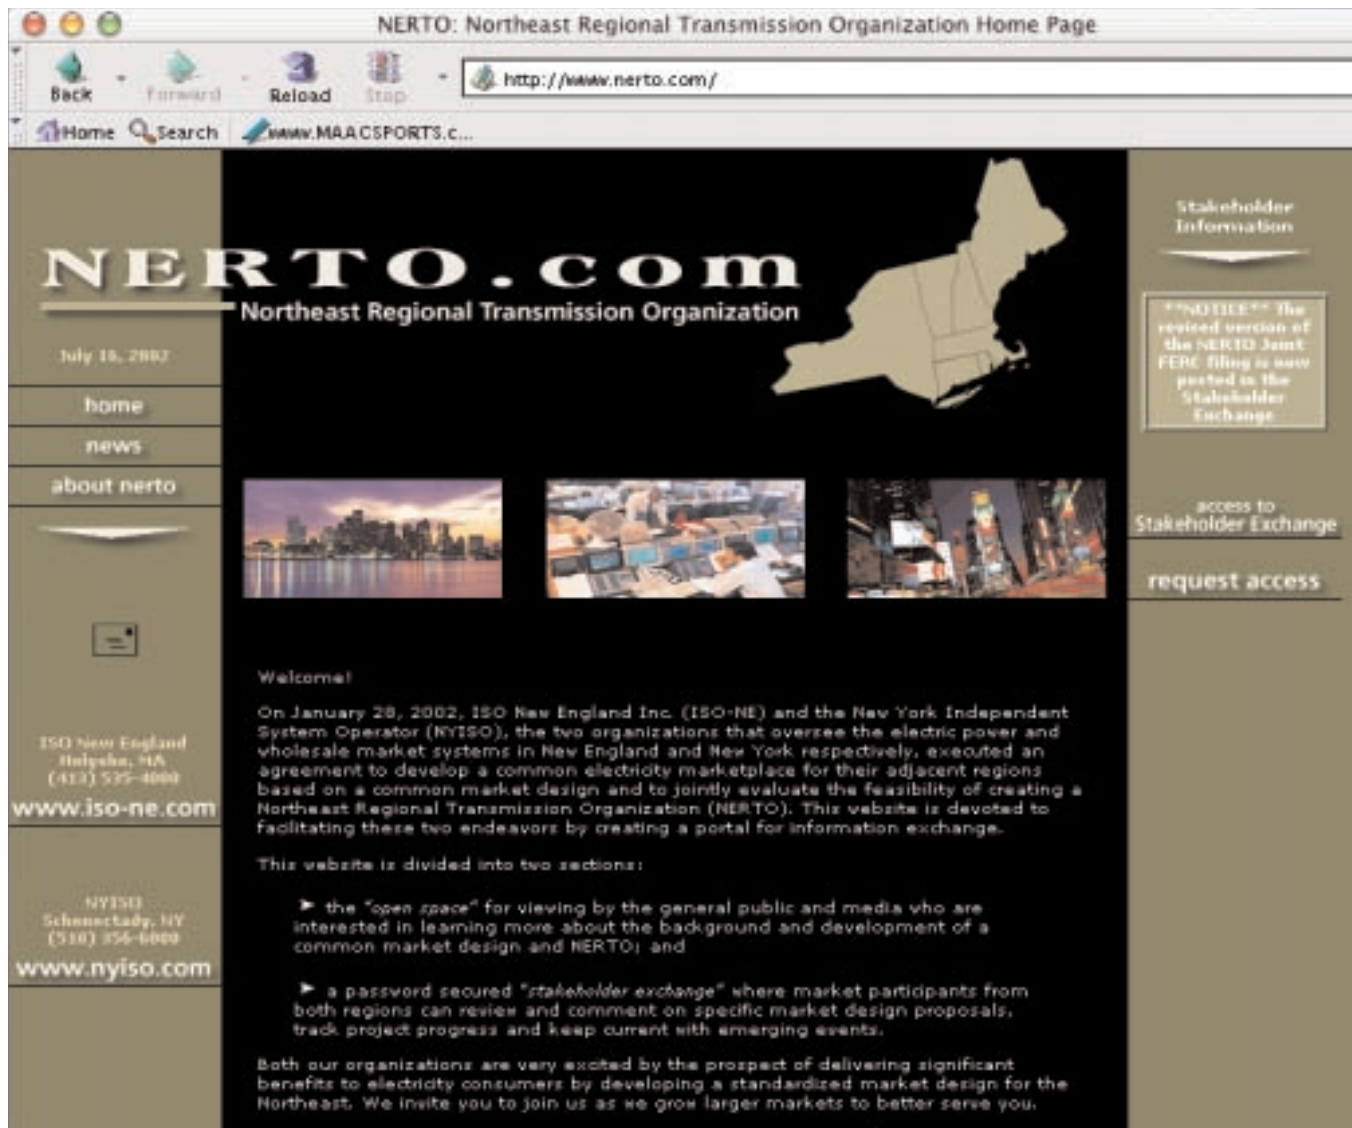 NERTO: Northeast Regional Transmission Organization Home Page
Back
Forward
Reload
Stop
http://www.nerto.com/
Home
Search
www.MAACSPORTS.c...
NERTO.com
Northeast Regional Transmission Organization
July 18, 2002
home
news
about nerto
ISO New England
Holyoke, MA
(413) 535-4000
www.iso-ne.com
NYISO
Schenectady, NY
(518) 356-6000
www.nyiso.com
Welcome!
On January 28, 2002, ISO New England Inc. (ISO-NE) and the New York Independent
System Operator (NYISO), the two organizations that oversee the electric power and
wholesale market systems in New England and New York respectively, executed an
agreement to develop a common electricity marketplace for their adjacent regions
based on a common market design and to jointly evaluate the feasibility of creating a
Northeast Regional Transmission Organization (NERTO). This website is devoted to
facilitating these two endeavors by creating a portal for information exchange.
This website is divided into two sections:
the "open space" for viewing by the general public and media who are
interested in learning more about the background and development of a
common market design and NERTO; and
a password secured "stakeholder exchange" where market participants from
both regions can review and comment on specific market design proposals,
track project progress and keep current with emerging events.
Both our organizations are very excited by the prospect of delivering significant
benefits to electricity consumers by developing a standardized market design for the
Northeast. We invite you to join us as we grow larger markets to better serve you.
Stakeholder
Information
**NOTICE** The
revised version of
the NERTO Joint
FERC filing is now
posted in the
Stakeholder
Exchange
access to
Stakeholder Exchange
request access